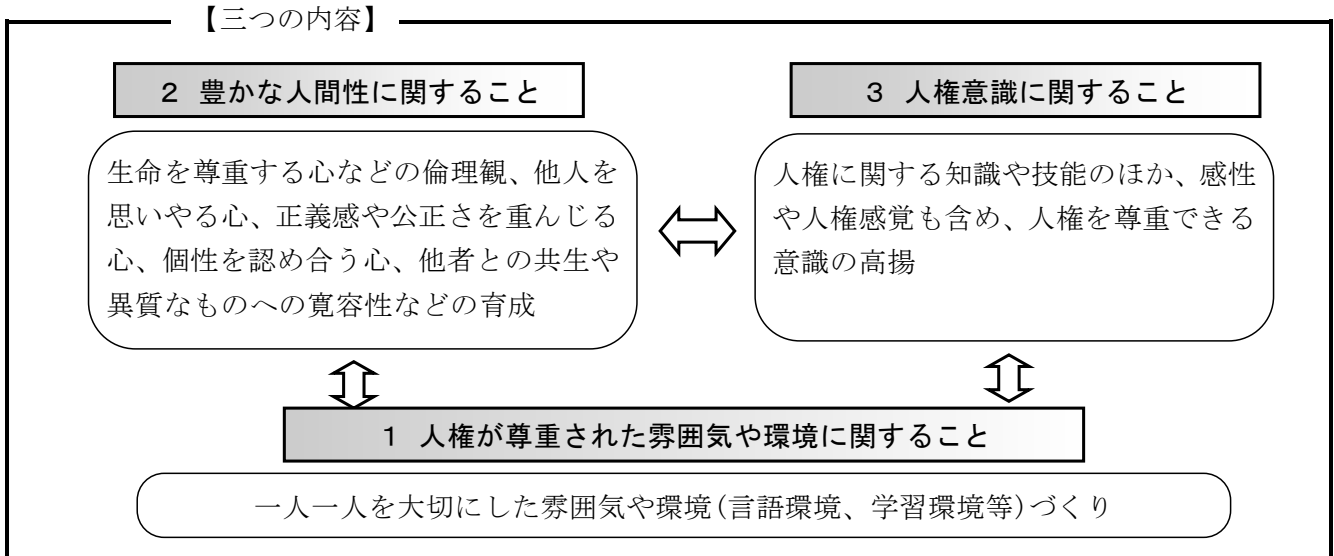 【三つの内容】
2 豊かな人間性に関すること
生命を尊重する心などの倫理観、他人を
思いやる心、正義感や公正さを重んじる
心、個性を認め合う心、他者との共生や
異質なものへの寛容性などの育成
3 人権意識に関すること
人権に関する知識や技能のほか、感性
や人権感覚も含め、人権を尊重できる
意識の高揚
1 人権が尊重された雰囲気や環境に関すること
一人一人を大切にした雰囲気や環境(言語環境、学習環境等)づくり